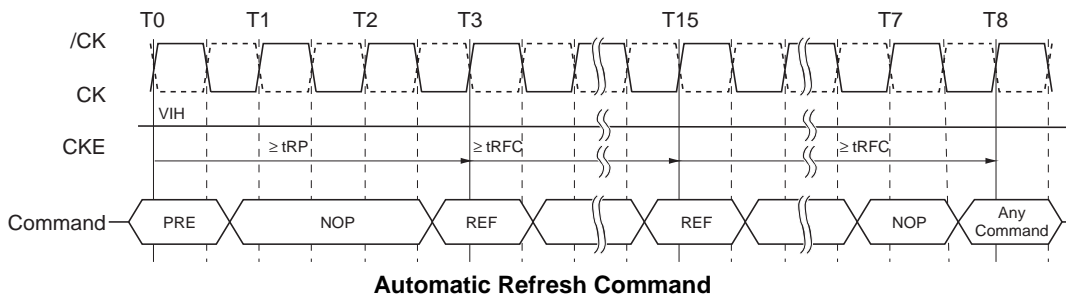 T0 T1 T2 T3 T15 T7 T8
/CK
CK
VIH
CKE
≥ tRP ≥ tRFC ≥ tRFC
Command PRE NOP REF REF NOP Any Command
Automatic Refresh Command